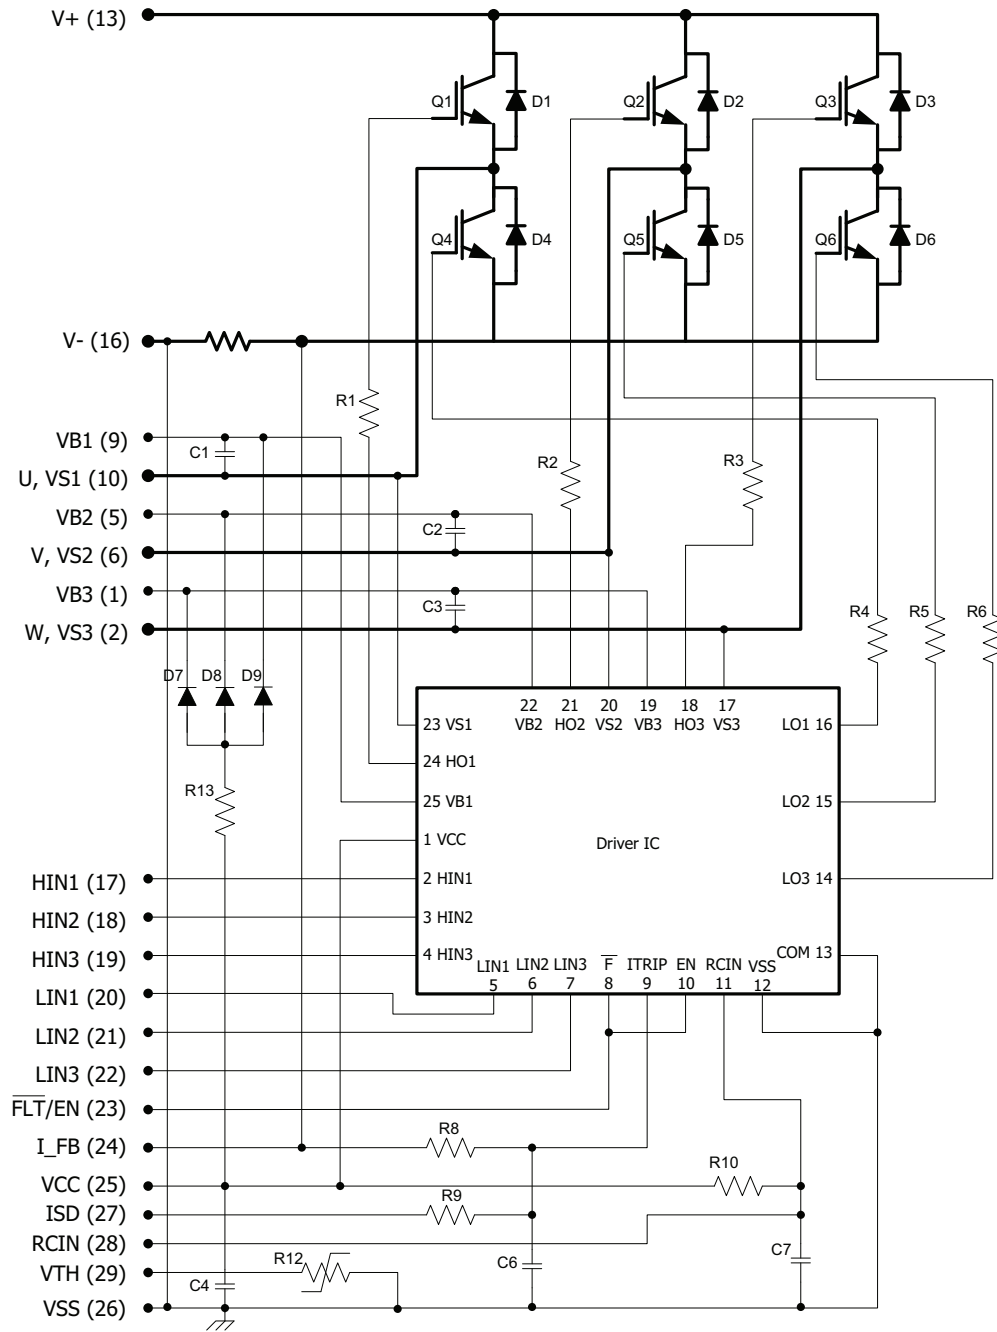 V+ (13)
Q1
D1
Q2
D2
Q3
D3
Q4
D4
Q5
D5
Q6
D6
V- (16)
R1
VB1 (9)
C1
U, VS1 (10)
R2
R3
VB2 (5)
C2
V, VS2 (6)
VB3 (1)
C3
R4
R5
R6
W, VS3 (2)
D7
D8
D9
22 21 20 19 18 17
VB2 HO2 VS2 VB3 HO3 VS3
23 VS1
LO1 16
24 HO1
R13
25 VB1
LO2 15
1 VCC
Driver IC
HIN1 (17)
2 HIN1
LO3 14
HIN2 (18)
3 HIN2
HIN3 (19)
4 HIN3
COM 13
LIN1 LIN2 LIN3 F ITRIP EN RCIN VSS
5 6 7 8 9 10 11 12
LIN1 (20)
LIN2 (21)
LIN3 (22)
FLT/EN (23)
I_FB (24)
R8
VCC (25)
R10
ISD (27)
R9
RCIN (28)
R12
C6
C7
VTH (29)
C4
VSS (26)